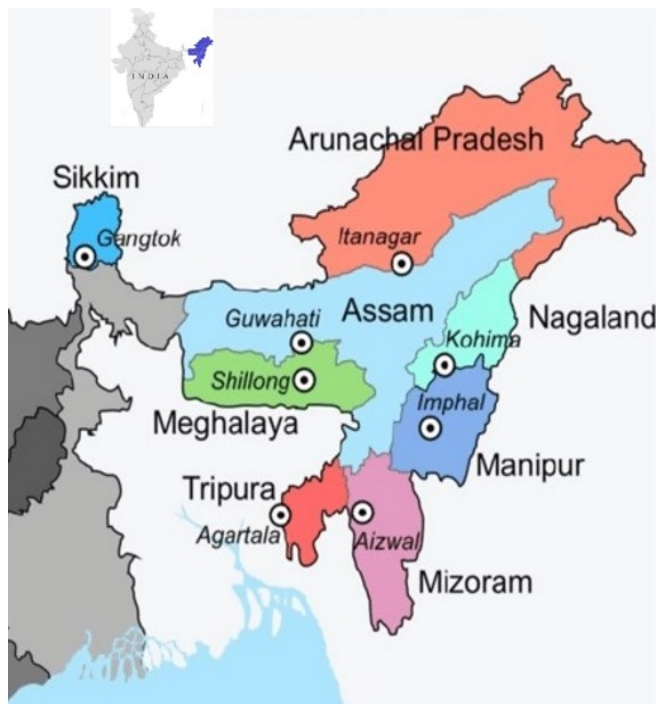 INDIA
Arunachal Pradesh
Sikkim
Gangtok
Itanagar
Guwahati
Assam
Nagaland
Kohima
Shillong
Imphal
Meghalaya
Manipur
Tripura
Agartala
Aizwal
Mizoram